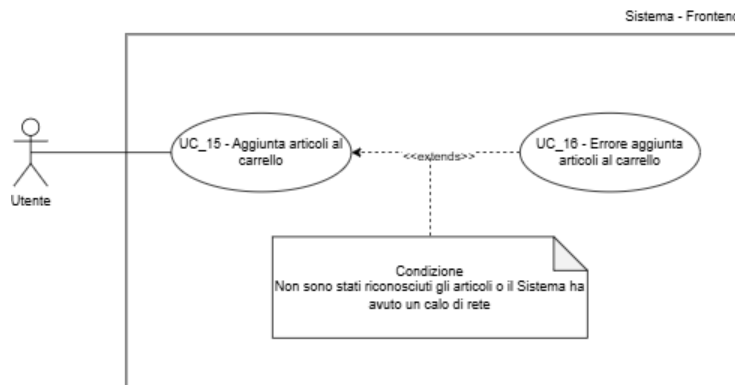 Sistema - Frontend
UC_15 - Aggiunta articoli al
carrello
<<extends>>
UC_16 - Errore aggiunta
articoli al carrello
Utente
Condizione
Non sono stati riconosciuti gli articoli o il Sistema ha
avuto un calo di rete